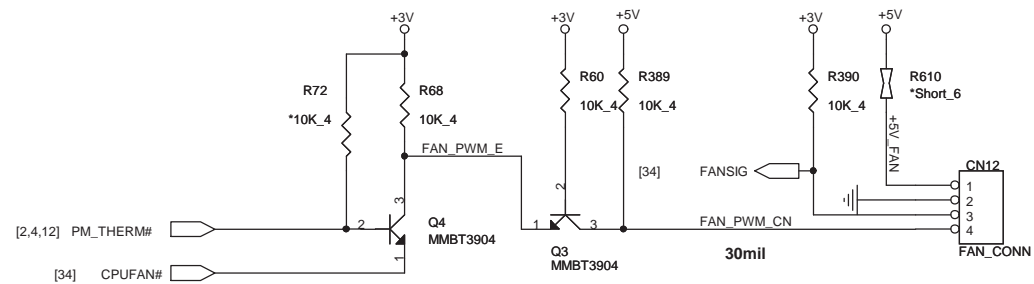 +3V
+3V
+5V
+3V
+5V
R72
*10K_4
R68
10K_4
R60
10K_4
R389
10K_4
R390
10K_4
R610
*Short_6
+5V_FAN
FAN_PWM_E
[34]
FANSIG
CN12
1
2
3
4
FAN_CONN
[2,4,12] PM_THERM#
2
3
1
Q4
MMBT3904
2
1
3
Q3
MMBT3904
FAN_PWM_CN
30mil
[34] CPUFAN#